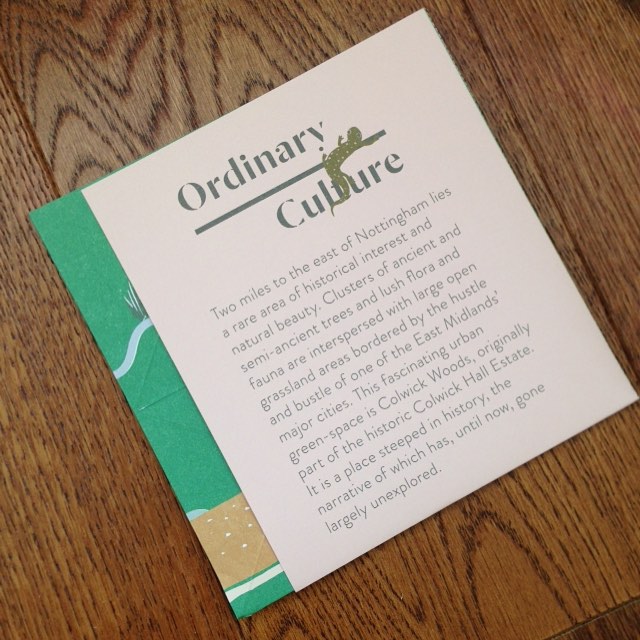 Ordinary
Culture
Two miles to the east of Nottingham lies
a rare area of historical interest and
natural beauty. Clusters of ancient and
semi-ancient trees and lush flora and
fauna are interspersed with large open
grassland areas bordered by the hustle
and bustle of one of the East Midlands'
major cities. This fascinating urban
green-space is Colwick Woods, originally
part of the historic Colwick Hall Estate.
It is a place steeped in history, the
narrative of which has, until now, gone
largely unexplored.